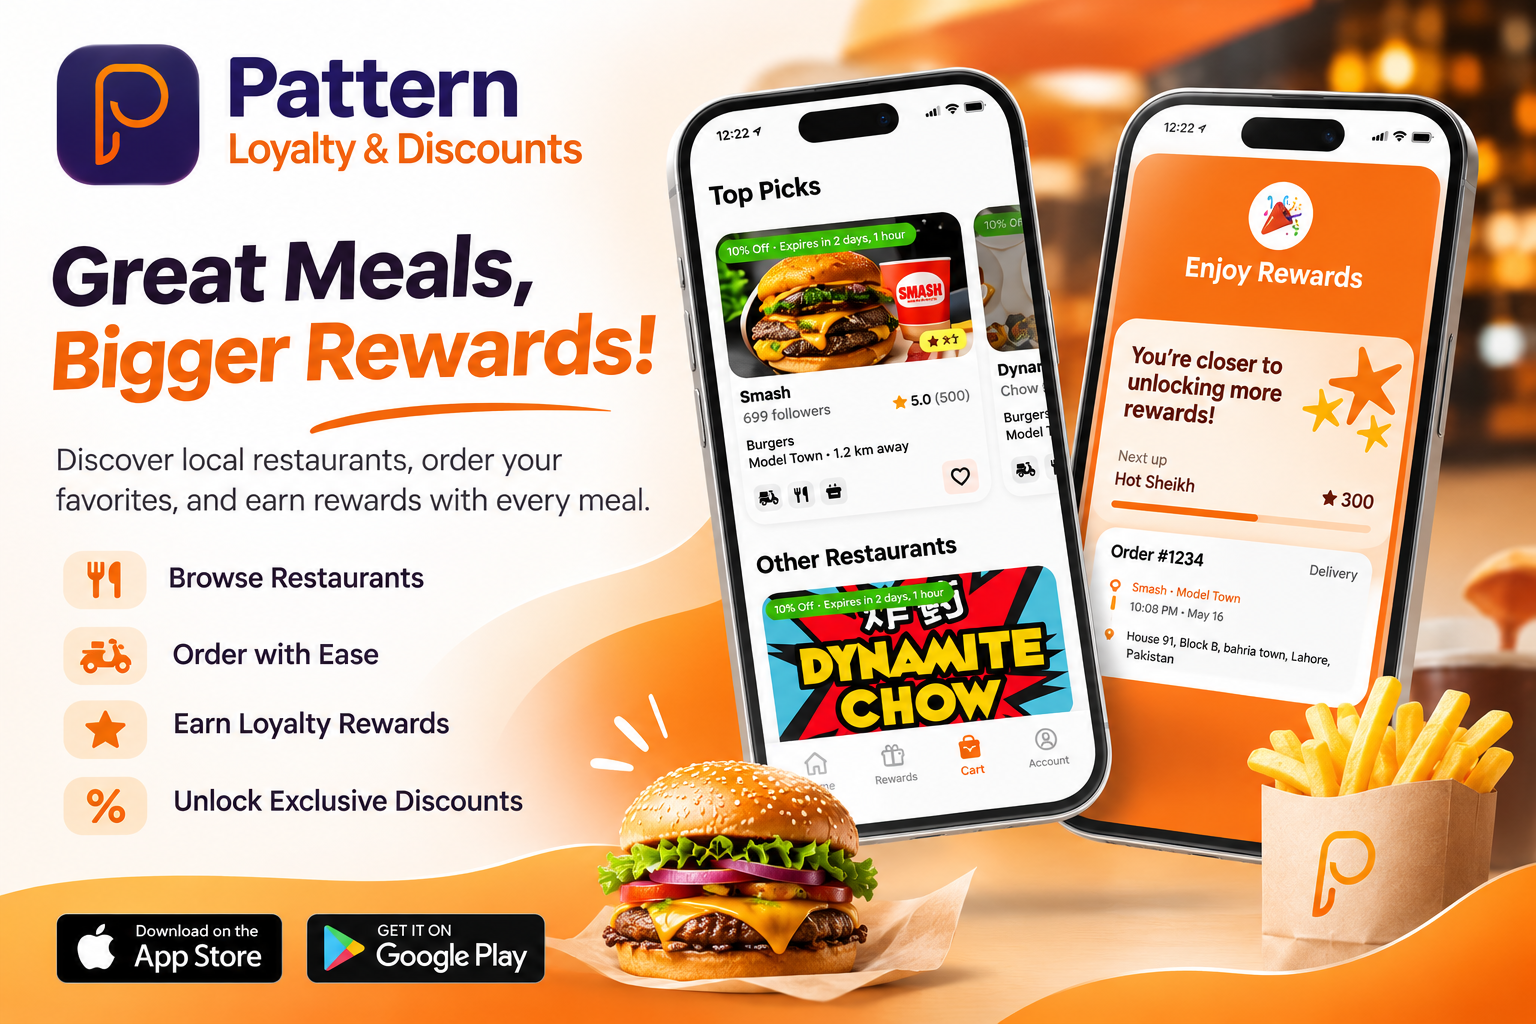 Pattern
Loyalty & Discounts
Great Meals,
Bigger Rewards!
Discover local restaurants, order your
favorites, and earn rewards with every meal.
Browse Restaurants
Order with Ease
Earn Loyalty Rewards
% Unlock Exclusive Discounts
Download on the
App Store
GET IT ON
Google Play
12:22
Top Picks
10% Off · Expires in 2 days, 1 hour
10% Of
SMASH
Smash
699 followers
5.0 (500)
Burgers
Model Town · 1.2 km away
Dynam
Chow
Burgers
Model T
Other Restaurants
10% Off · Expires in 2 days, 1 hour
DYNAMITE
CHOW
Rewards
Cart
Account
12:22
Enjoy Rewards
You're closer to
unlocking more
rewards!
Next up
Hot Sheikh
300
Order #1234
Delivery
Smash · Model Town
10:08 PM · May 16
House 91, Block B, bahria town, Lahore,
Pakistan